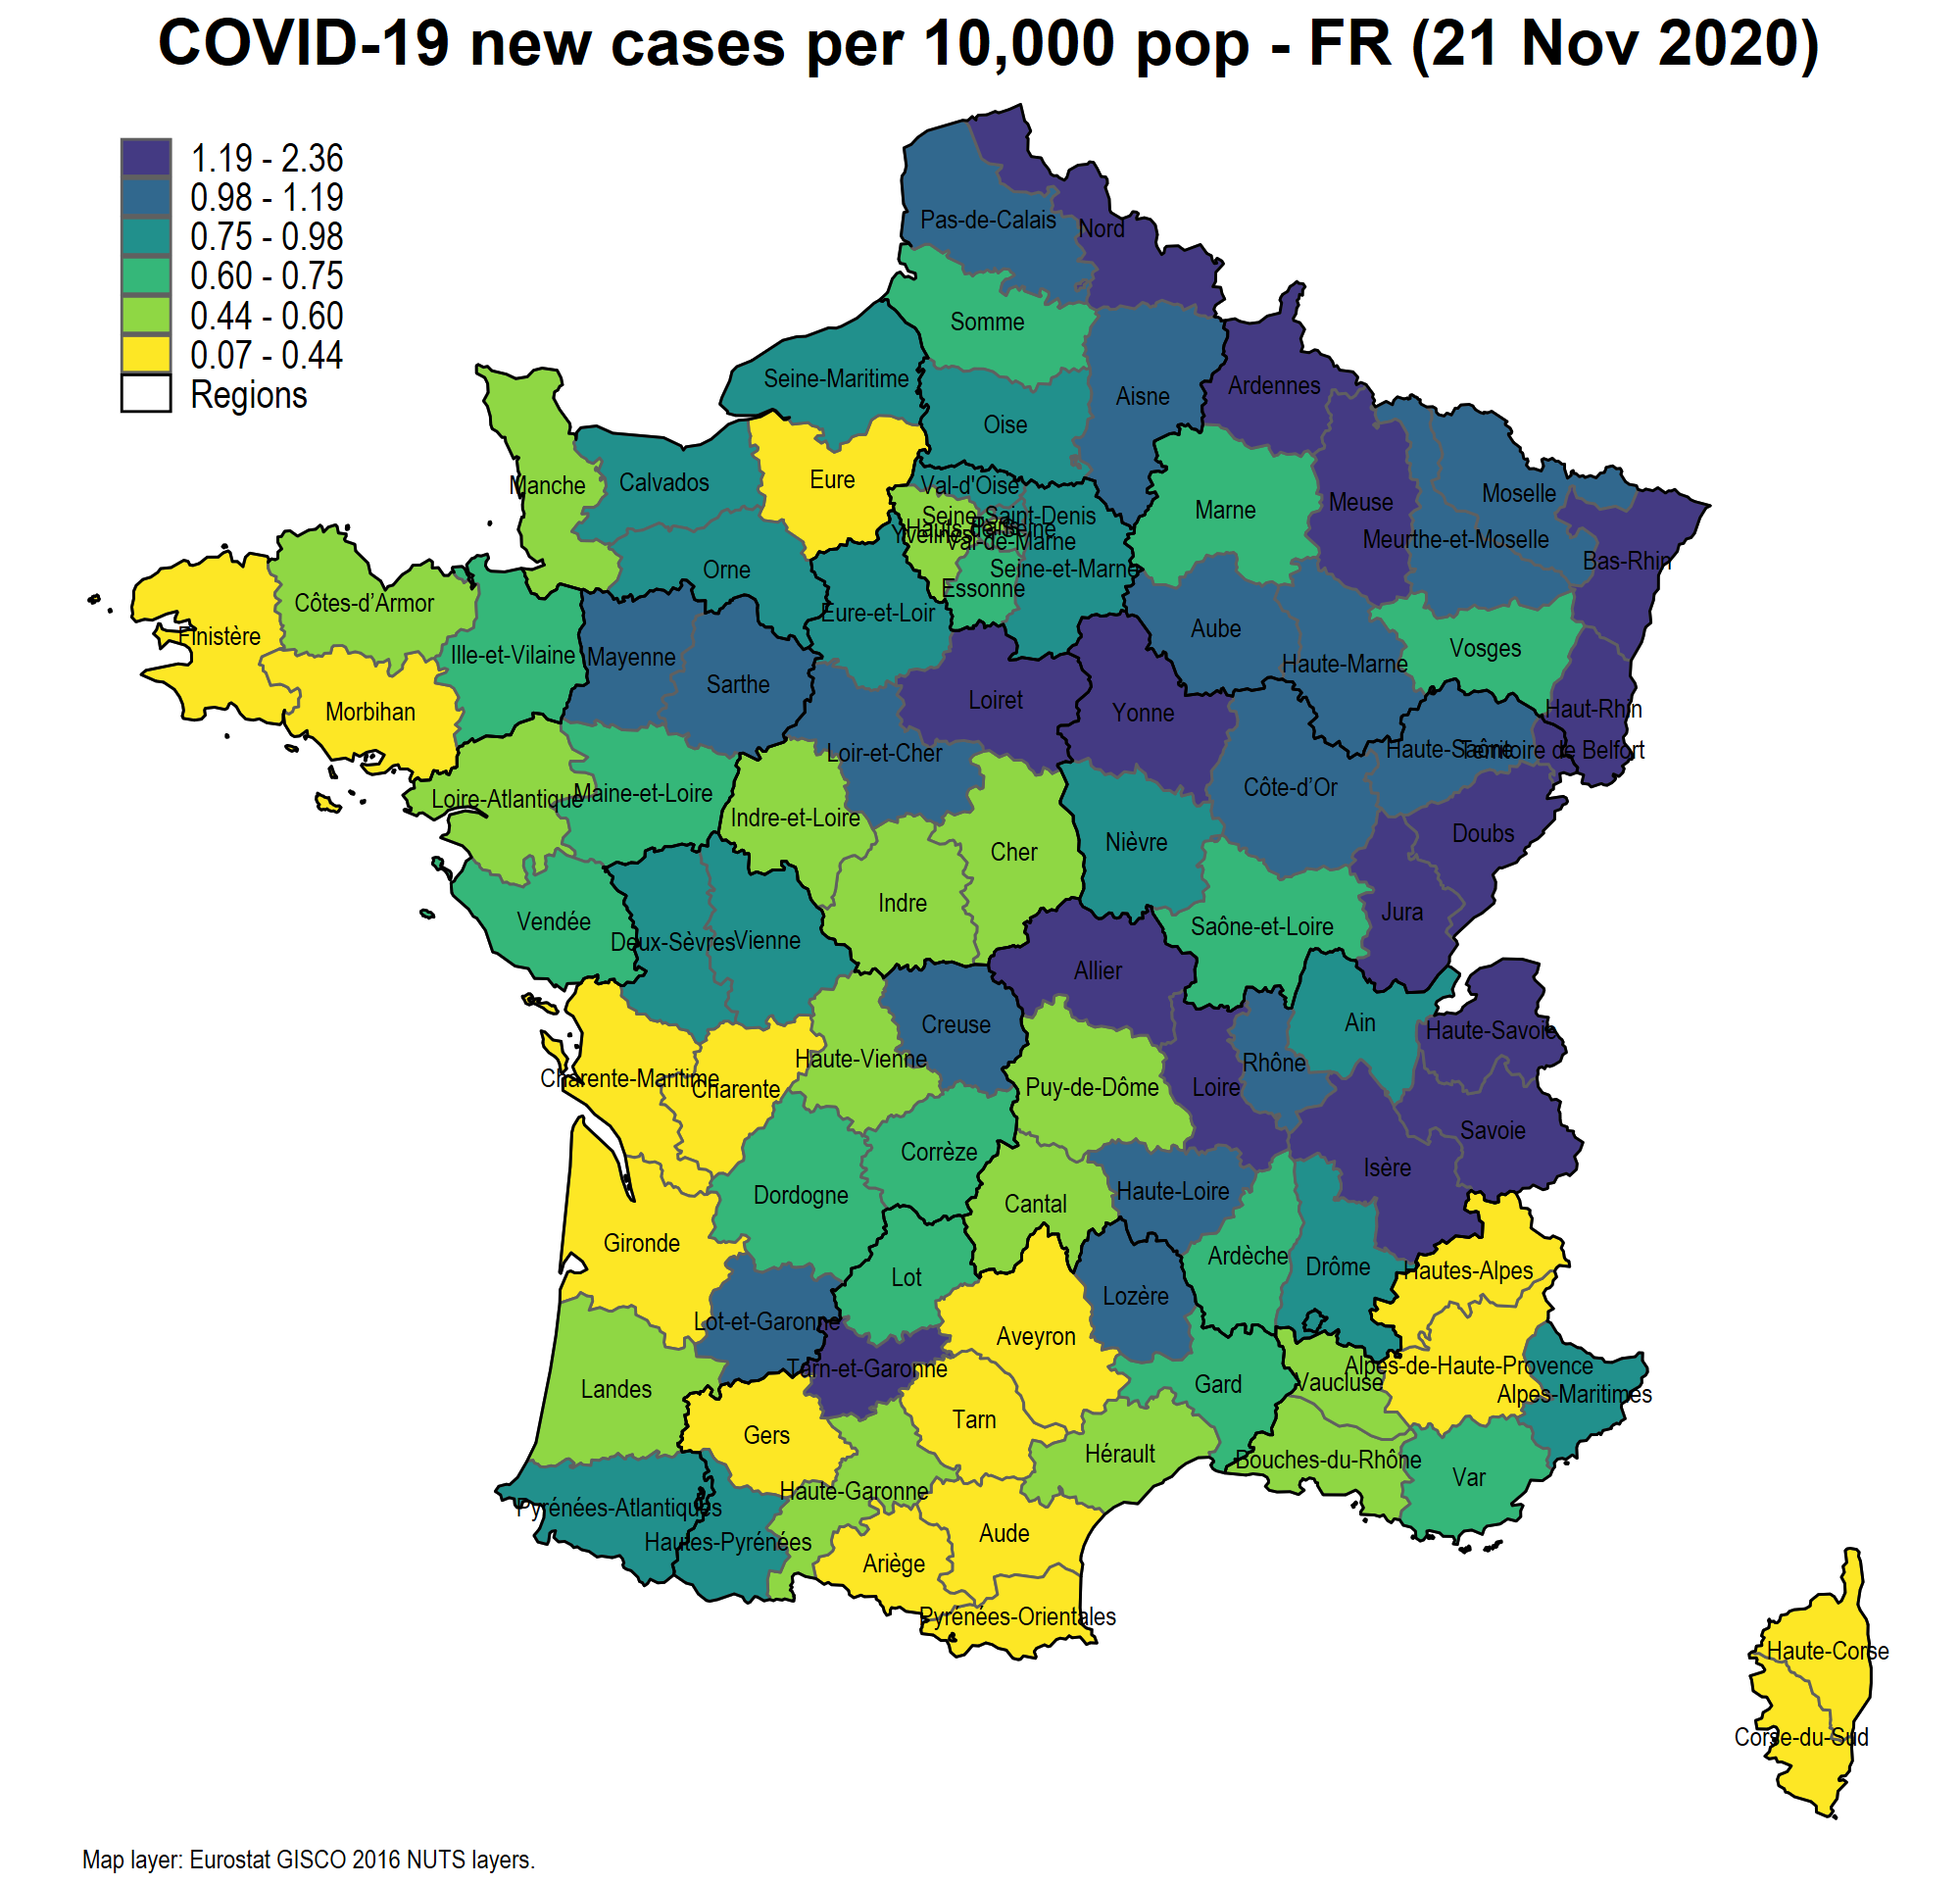 COVID-19 new cases per 10,000 pop - FR (21 Nov 2020)
1.19 - 2.36
0.98 - 1.19
0.75 - 0.98
0.60 - 0.75
0.44 - 0.60
0.07 - 0.44
Regions
Pas-de-Calais
Nord
Somme
Seine-Maritime
Aisne
Ardennes
Oise
Manche
Calvados
Eure
Val-d'Oise
Marne
Meuse
Moselle
Seine-Saint-Denis
Paris
Hauts-de-Seine
Yvelines
Val-de-Marne
Meurthe-et-Moselle
Bas-Rhin
Orne
Seine-et-Marne
Essonne
Côtes-d’Armor
Eure-et-Loir
Finistère
Aube
Ille-et-Vilaine
Mayenne
Vosges
Haute-Marne
Sarthe
Morbihan
Loiret
Yonne
Haut-Rhin
Loir-et-Cher
Haute-Saône
Territoire de Belfort
Côte-d’Or
Loire-Atlantique
Maine-et-Loire
Indre-et-Loire
Doubs
Nièvre
Cher
Indre
Jura
Vendée
Saône-et-Loire
Deux-Sèvres
Vienne
Allier
Creuse
Ain
Haute-Savoie
Haute-Vienne
Rhône
Charente-Maritime
Charente
Puy-de-Dôme
Loire
Savoie
Corrèze
Isère
Dordogne
Haute-Loire
Cantal
Gironde
Ardèche
Drôme
Hautes-Alpes
Lot
Lozère
Lot-et-Garonne
Aveyron
Tarn-et-Garonne
Alpes-de-Haute-Provence
Landes
Gard
Vaucluse
Alpes-Maritimes
Tarn
Gers
Hérault
Bouches-du-Rhône
Var
Haute-Garonne
Pyrénées-Atlantiques
Aude
Hautes-Pyrénées
Ariège
Pyrénées-Orientales
Haute-Corse
Corse-du-Sud
Map layer: Eurostat GISCO 2016 NUTS layers.